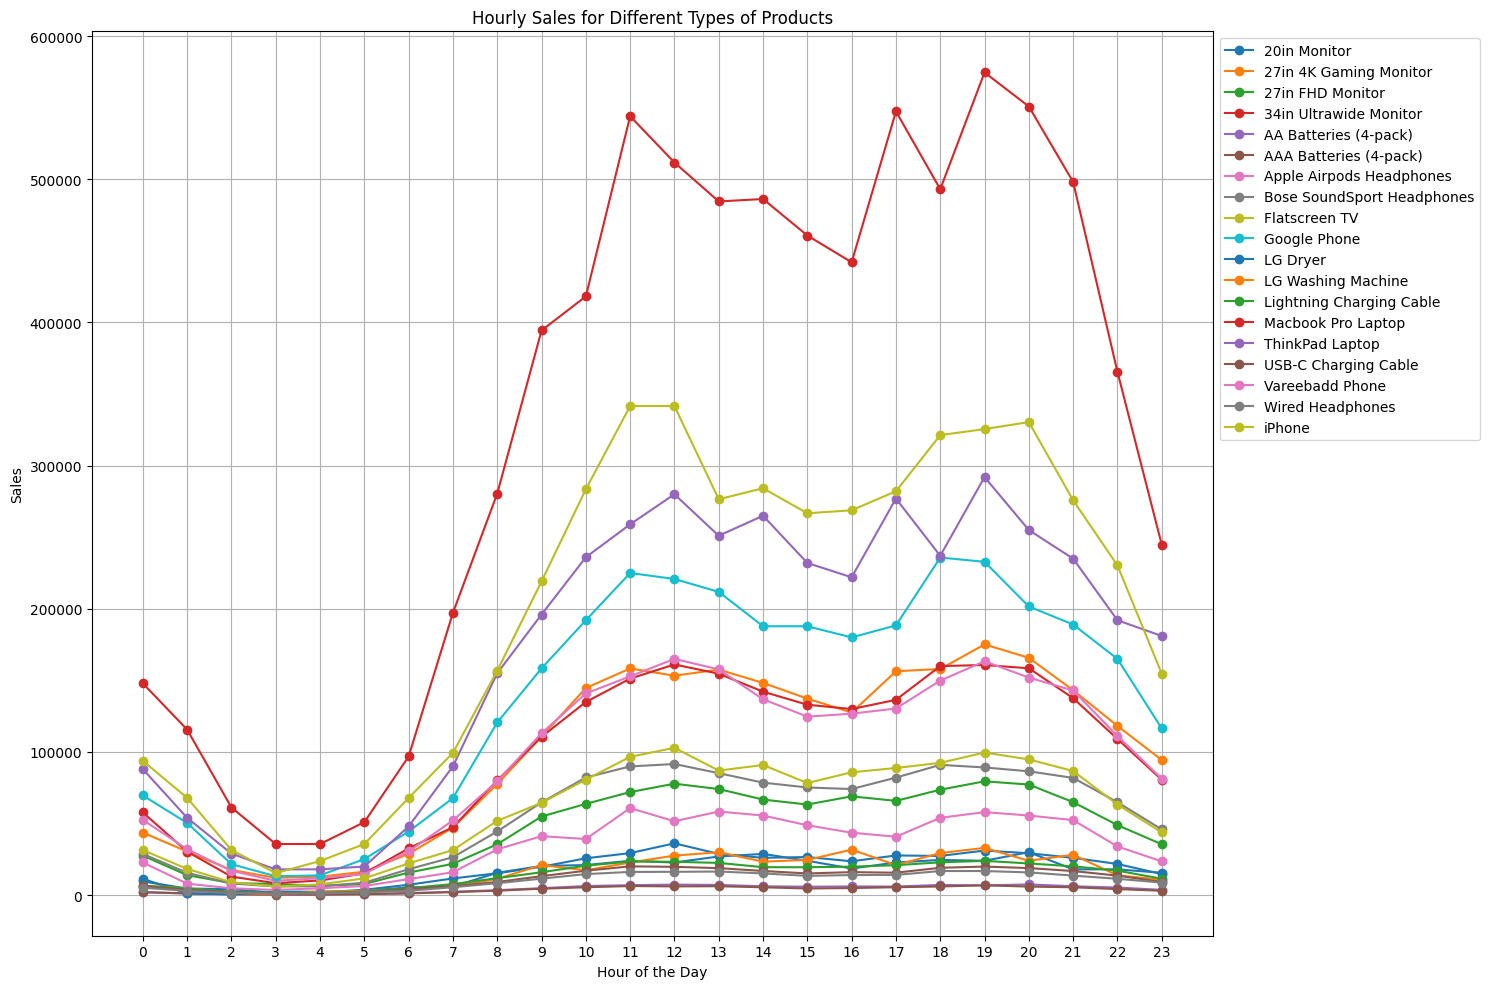 Hourly Sales for Different Types of Products
600000
500000
400000
300000
200000
100000
0
Sales
0 1 2 3 4 5 6 7 8 9 10 11 12 13 14 15 16 17 18 19 20 21 22 23
Hour of the Day
20in Monitor
27in 4K Gaming Monitor
27in FHD Monitor
34in Ultrawide Monitor
AA Batteries (4-pack)
AAA Batteries (4-pack)
Apple Airpods Headphones
Bose SoundSport Headphones
Flatscreen TV
Google Phone
LG Dryer
LG Washing Machine
Lightning Charging Cable
Macbook Pro Laptop
ThinkPad Laptop
USB-C Charging Cable
Vareebadd Phone
Wired Headphones
iPhone